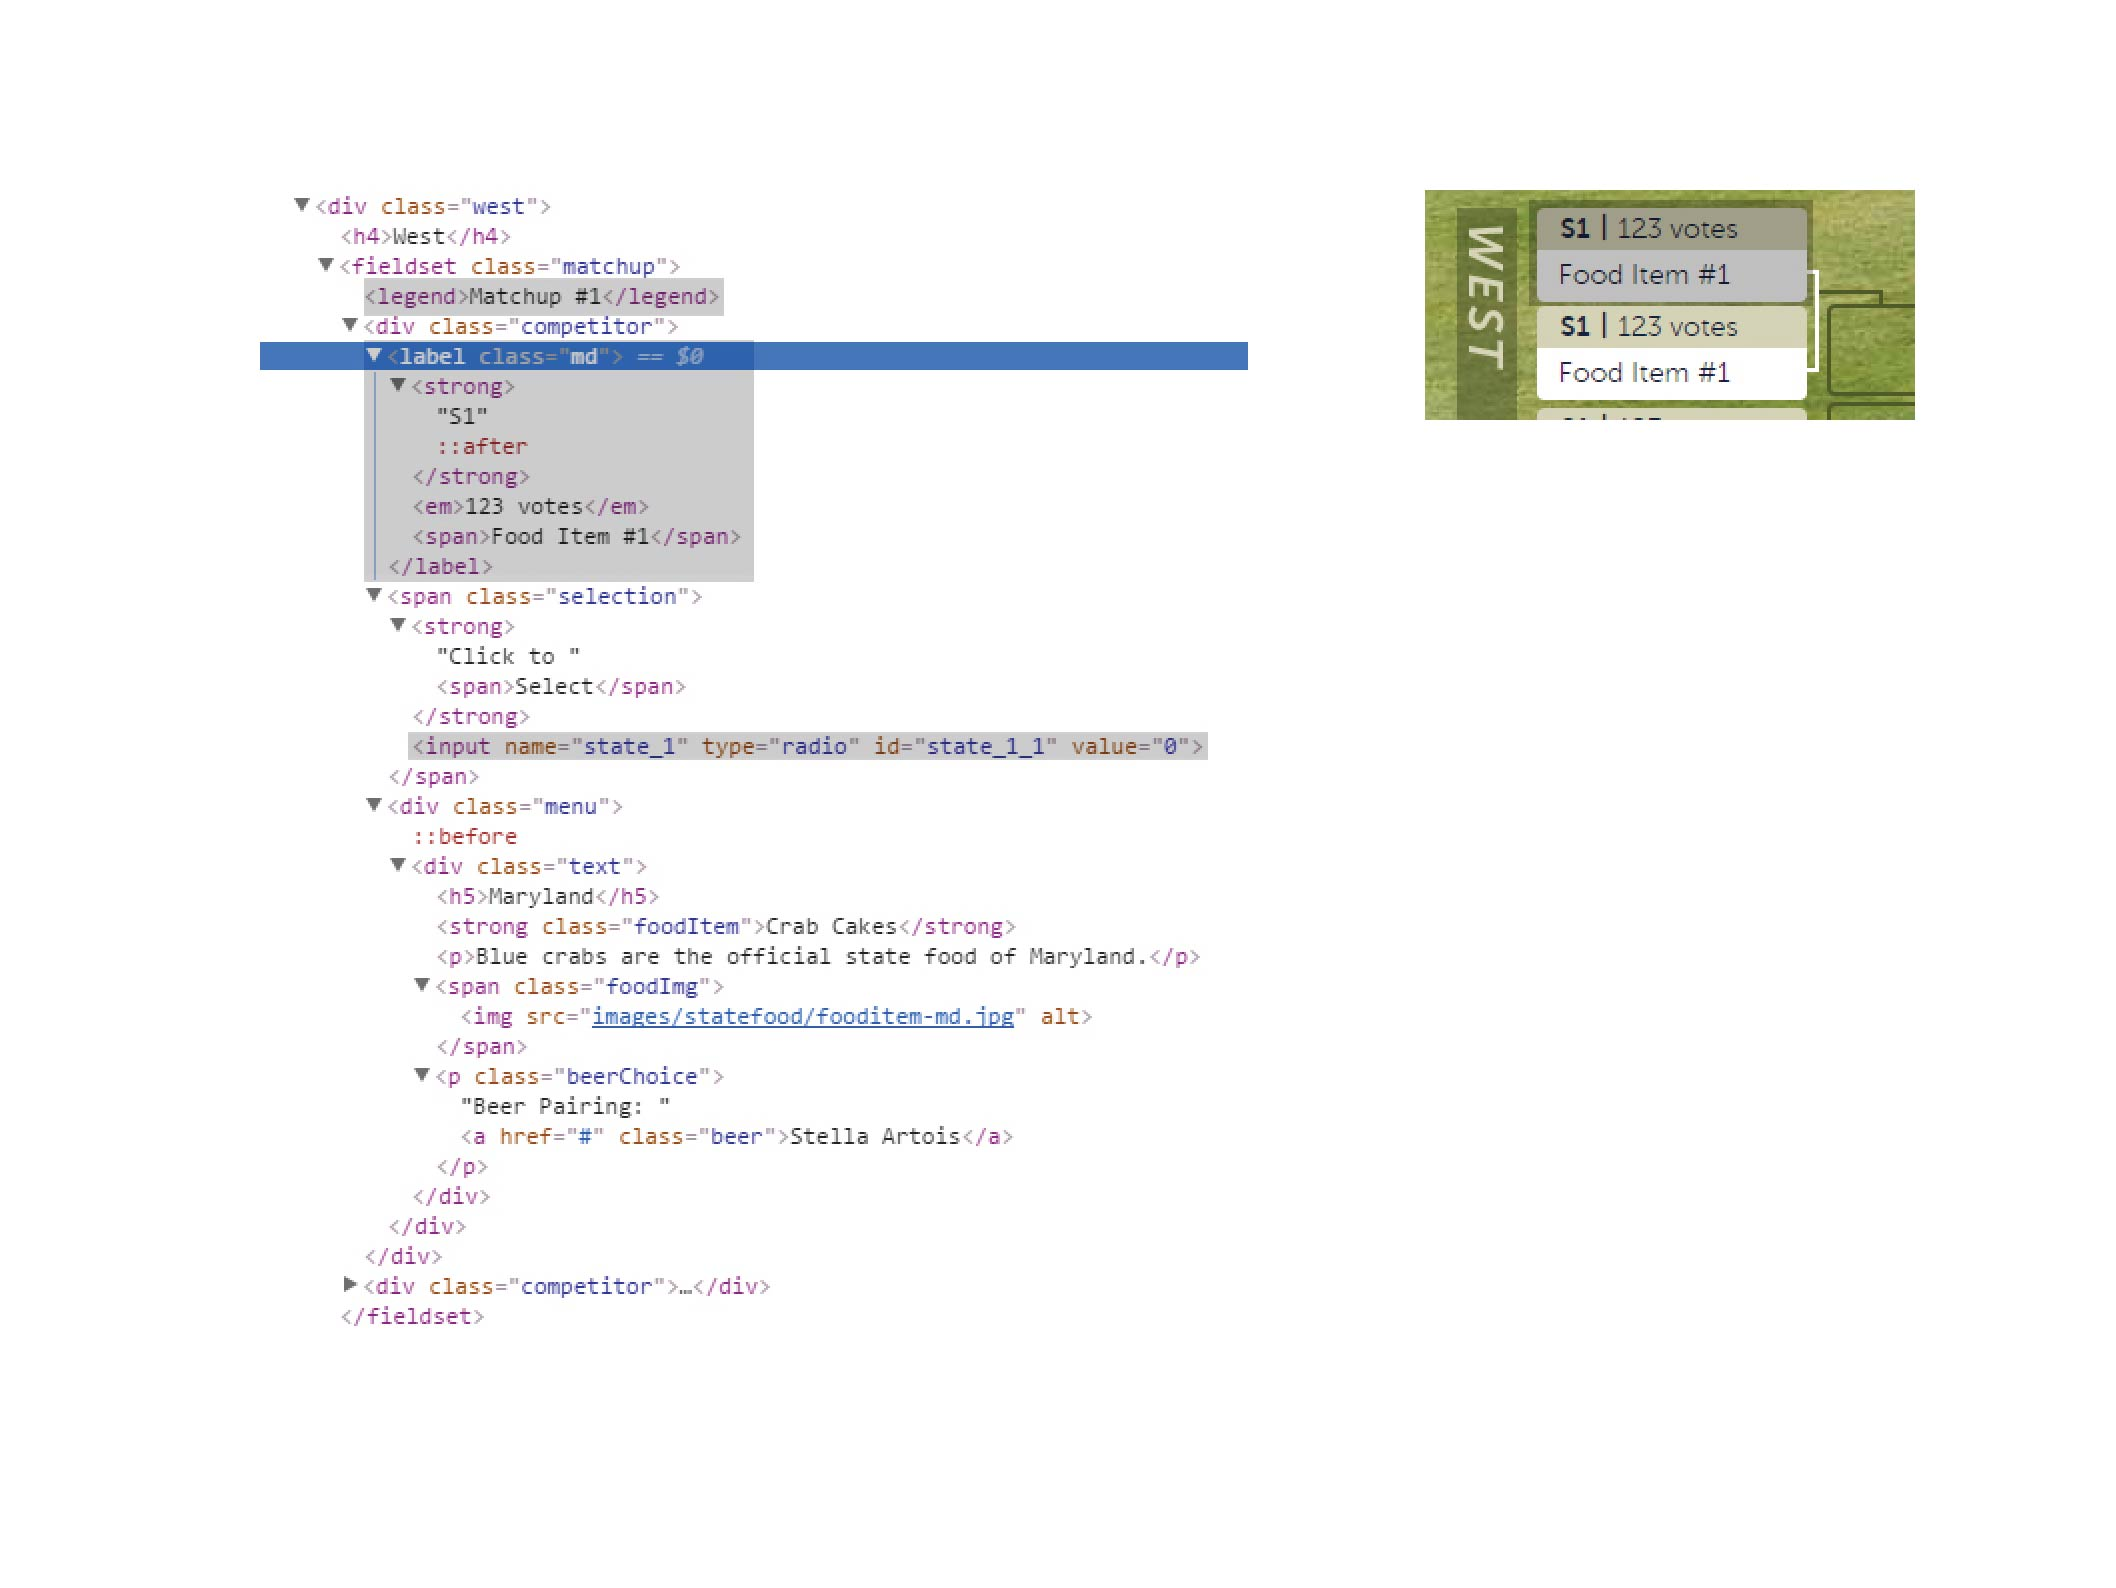 ▼<div class="west">
<h4>West</h4>
▼<fieldset class="matchup">
<legend>Matchup #1</legend>
▼<div class="competitor">
▼<label class="md"> == $0
▼<strong>
"S1"
::after
</strong>
<em>123 votes</em>
<span>Food Item #1</span>
</label>
▼<span class="selection">
▼<strong>
"Click to "
<span>Select</span>
</strong>
<input name="state_1" type="radio" id="state_1_1" value="0">
</span>
▼<div class="menu">
::before
▼<div class="text">
<h5>Maryland</h5>
<strong class="foodItem">Crab Cakes</strong>
<p>Blue crabs are the official state food of Maryland.</p>
▼<span class="foodImg">
<img src="images/statefood/fooditem-md.jpg" alt>
</span>
▼<p class="beerChoice">
"Beer Pairing: "
<a href="#" class="beer">Stella Artois</a>
</p>
</div>
</div>
</div>
▶<div class="competitor">…</div>
</fieldset>
WEST
S1 | 123 votes
Food Item #1
S1 | 123 votes
Food Item #1